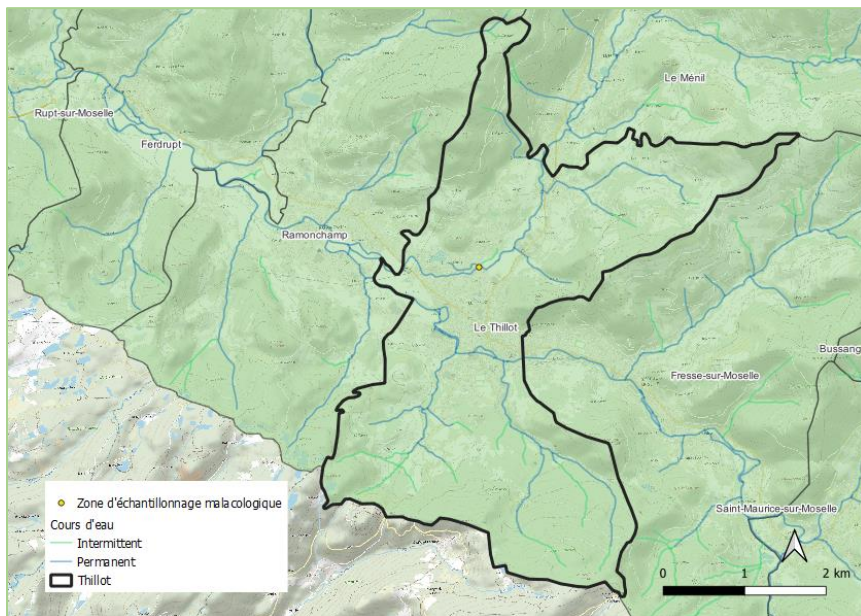 Le Ménil
Rupt-sur-Moselle
Ferdrupt
Ramonchamp
Le Thillot
Bussang
Fresse-sur-Moselle
Saint-Maurice-sur-Moselle
Zone d'échantillonnage malacologique
Cours d'eau
Intermittent
Permanent
Thillot
0 1 2 km